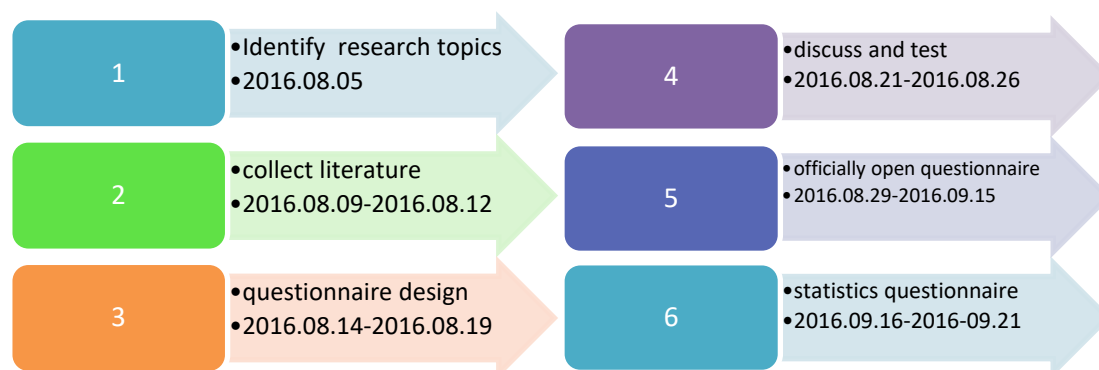 1
•Identify research topics
•2016.08.05
2
•collect literature
•2016.08.09-2016.08.12
3
•questionnaire design
•2016.08.14-2016.08.19
4
•discuss and test
•2016.08.21-2016.08.26
5
•officially open questionnaire
•2016.08.29-2016.09.15
6
•statistics questionnaire
•2016.09.16-2016-09.21